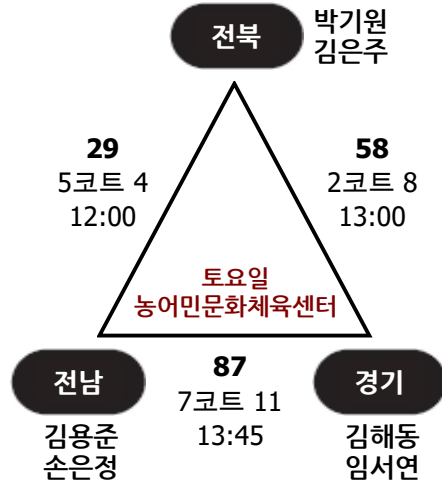 전북
박기원
김은주
29
5코트 4
12:00
58
2코트 8
13:00
토요일
농어민문화체육센터
전남
김용준
손은정
87
7코트 11
13:45
경기
김해동
임서연